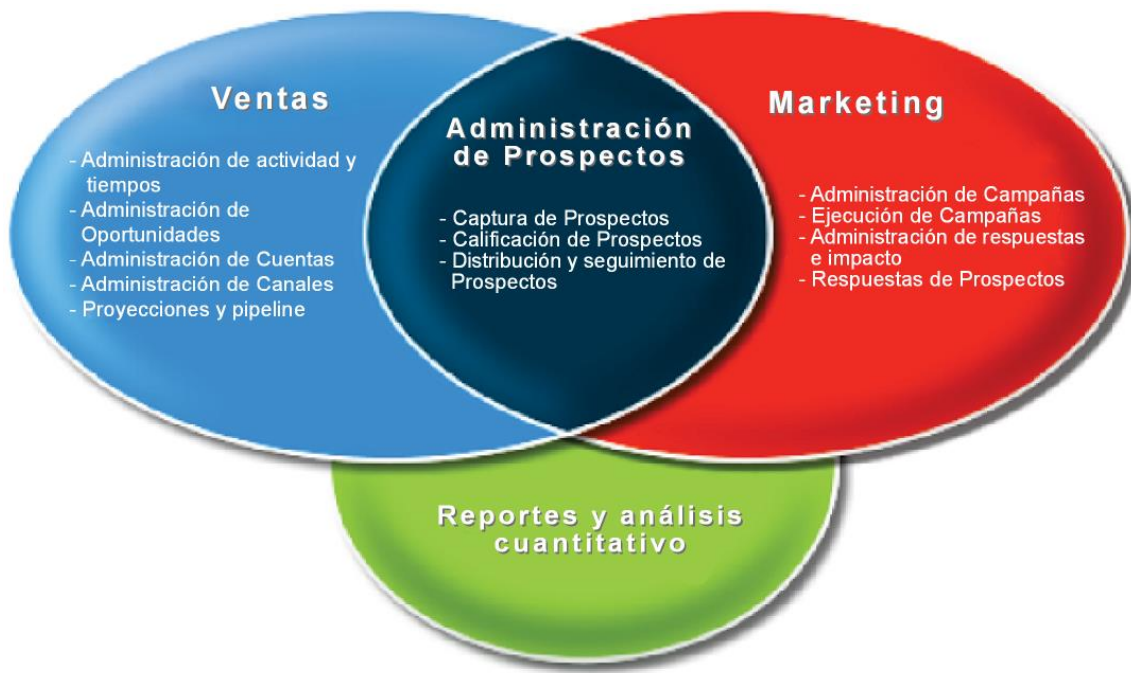 Ventas
- Administración de actividad y
tiempos
- Administración de
Oportunidades
- Administración de Cuentas
- Administración de Canales
- Proyecciones y pipeline
Administración
de Prospectos
- Captura de Prospectos
- Calificación de Prospectos
- Distribución y seguimiento de
Prospectos
Marketing
- Administración de Campañas
- Ejecución de Campañas
- Administración de respuestas
e impacto
- Respuestas de Prospectos
Reportes y análisis
cuantitativo